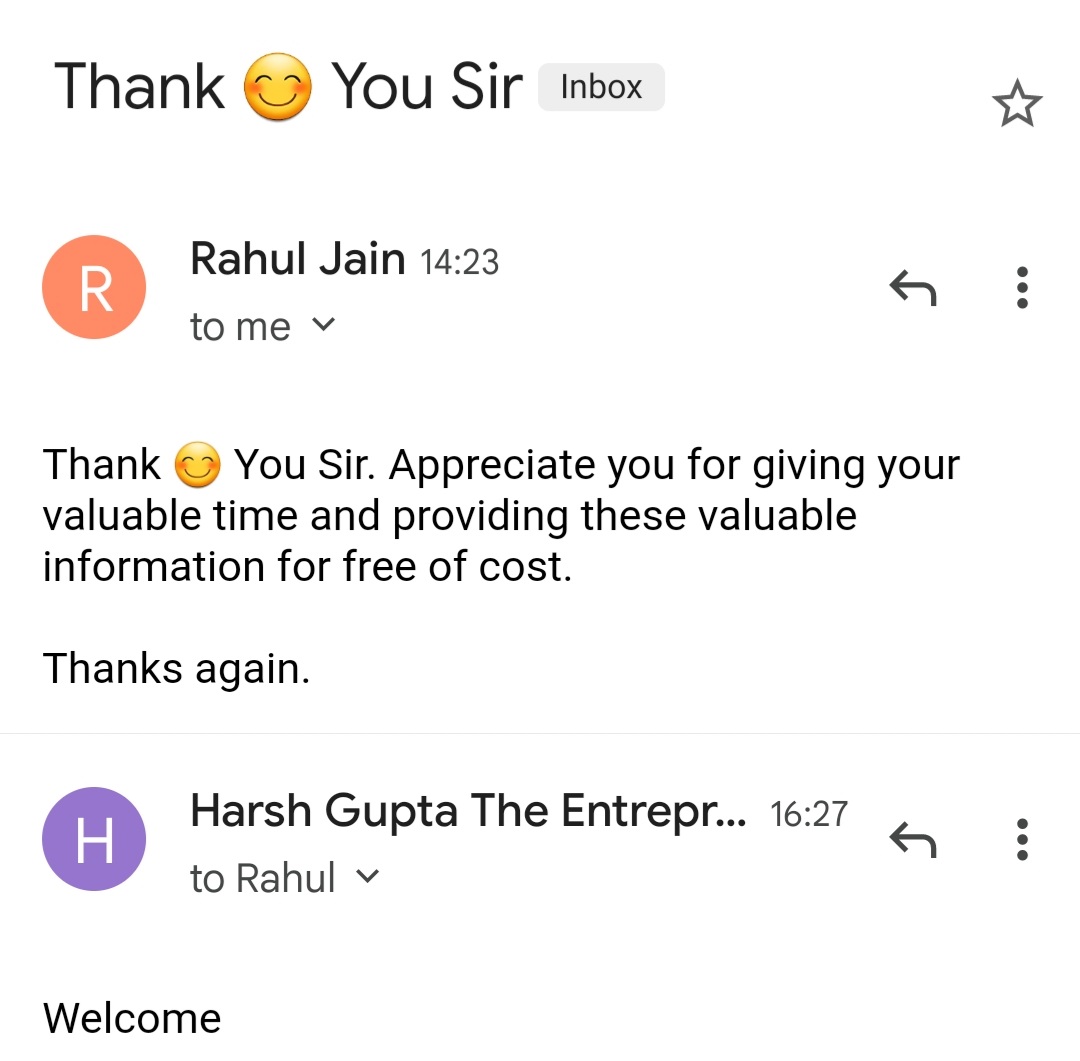 Thank 😊 You Sir Inbox
R
Rahul Jain 14:23
to me
Thank 😊 You Sir. Appreciate you for giving your
valuable time and providing these valuable
information for free of cost.
Thanks again.
H
Harsh Gupta The Entrepr... 16:27
to Rahul
Welcome